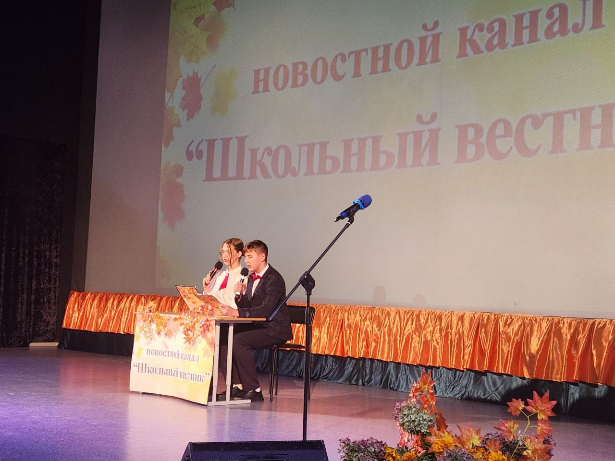 новостной канал
“Школьный вестн
новостной канал
“Школьный вестник”